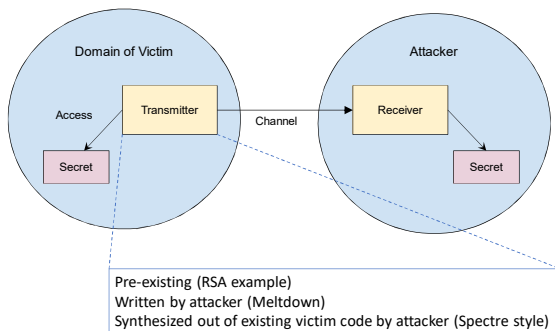 Domain of Victim
Attacker
Access
Transmitter
Channel
Receiver
Secret
Secret
Pre-existing (RSA example)
Written by attacker (Meltdown)
Synthesized out of existing victim code by attacker (Spectre style)